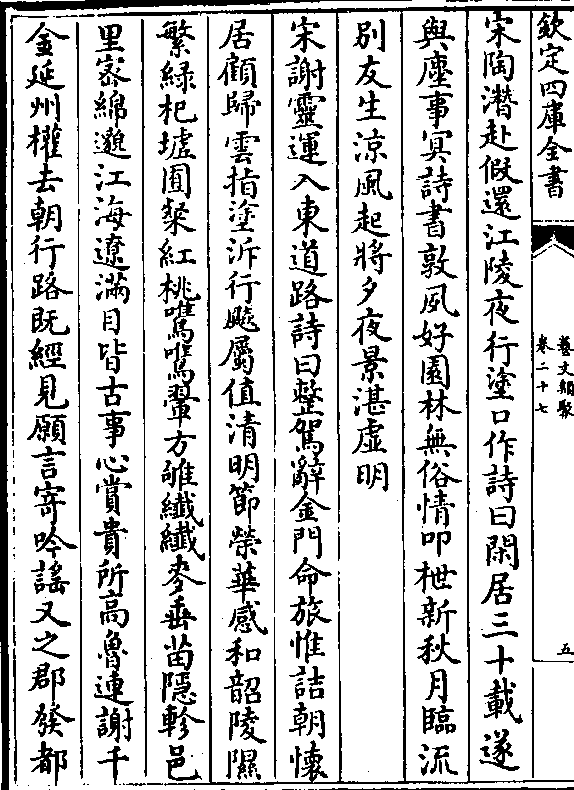 欽定四庫全書
藝文類聚
卷二十七
五
宋陶潛赴假還江陵夜行塗口作詩曰閑居三十載遂
與塵事冥詩書敦夙好園林無俗情叩枻新秋月臨流
別友生涼風起將夕夜景湛虛明
宋謝靈運入東道路詩曰整駕辭金門命旅惟詰朝懷
居顧歸雲指塗泝行飈屬值清明節榮華感和韶陵隰
繁綠杞墟囿粲紅桃鷕鷕翬方雊纖纖麥垂苗隱軫邑
里密緜邈江海遼滿目皆古事心賞貴所高魯連謝千
金延州權去朝行路既經見願言寄吟謠又之郡發都